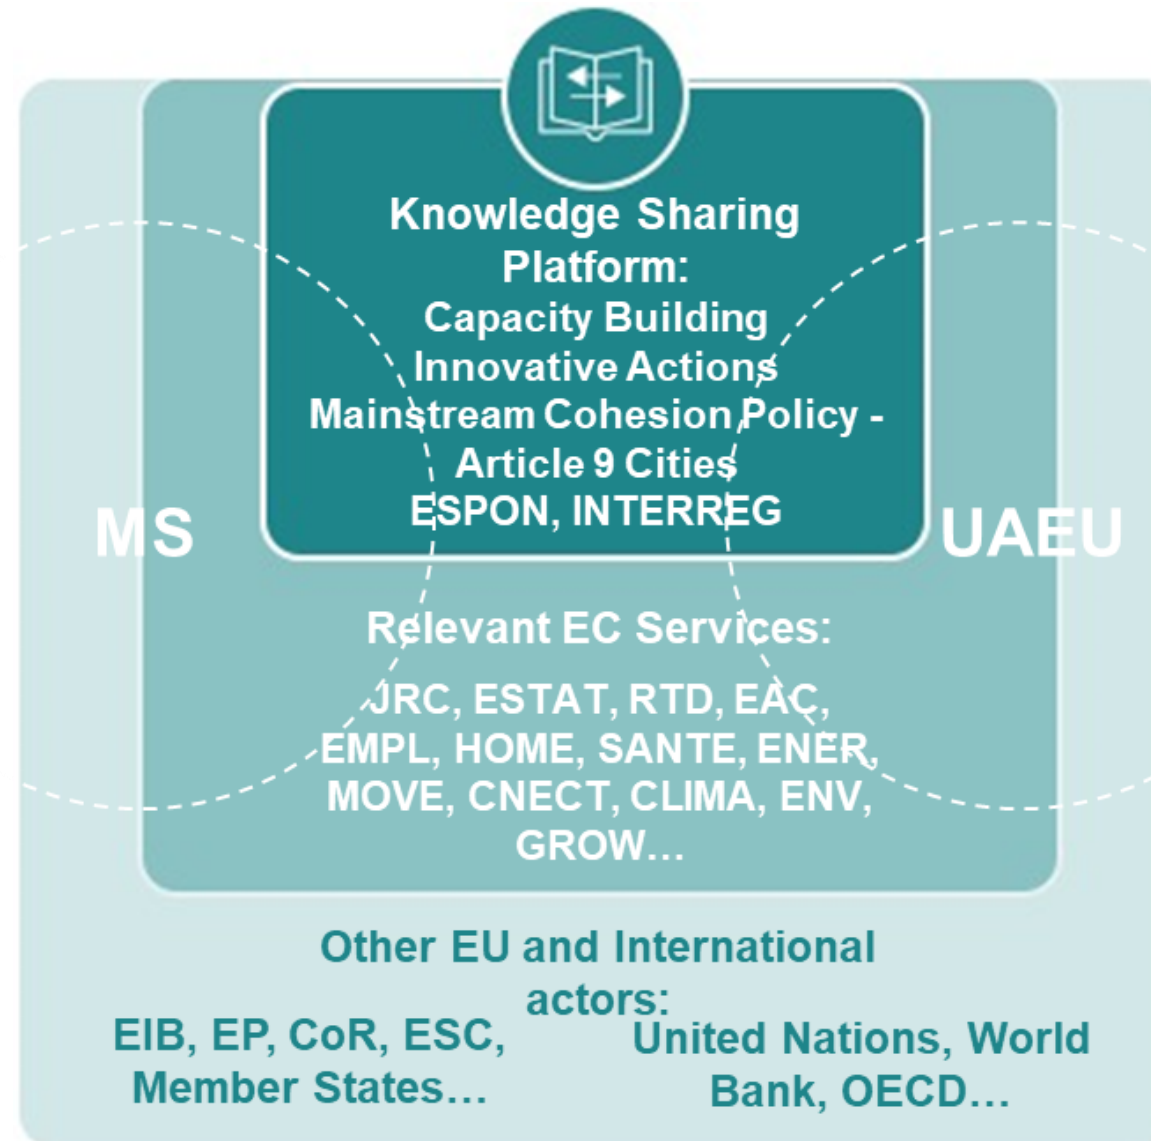 Knowledge Sharing
Platform:
Capacity Building
Innovative Actions
Mainstream Cohesion Policy -
Article 9 Cities
ESPON, INTERREG
MS
UAEU
Relevant EC Services:
JRC, ESTAT, RTD, EAC,
EMPL, HOME, SANTE, ENER,
MOVE, CNECT, CLIMA, ENV,
GROW…
Other EU and International
actors:
EIB, EP, CoR, ESC,
Member States…
United Nations, World
Bank, OECD…